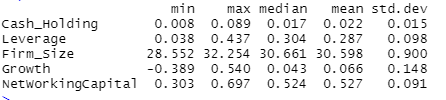 min max median mean std.dev
Cash_Holding 0.008 0.089 0.017 0.022 0.015
Leverage 0.038 0.437 0.304 0.287 0.098
Firm_Size 28.552 32.254 30.661 30.598 0.900
Growth -0.389 0.540 0.043 0.066 0.148
NetWorkingCapital 0.303 0.697 0.524 0.527 0.091
>